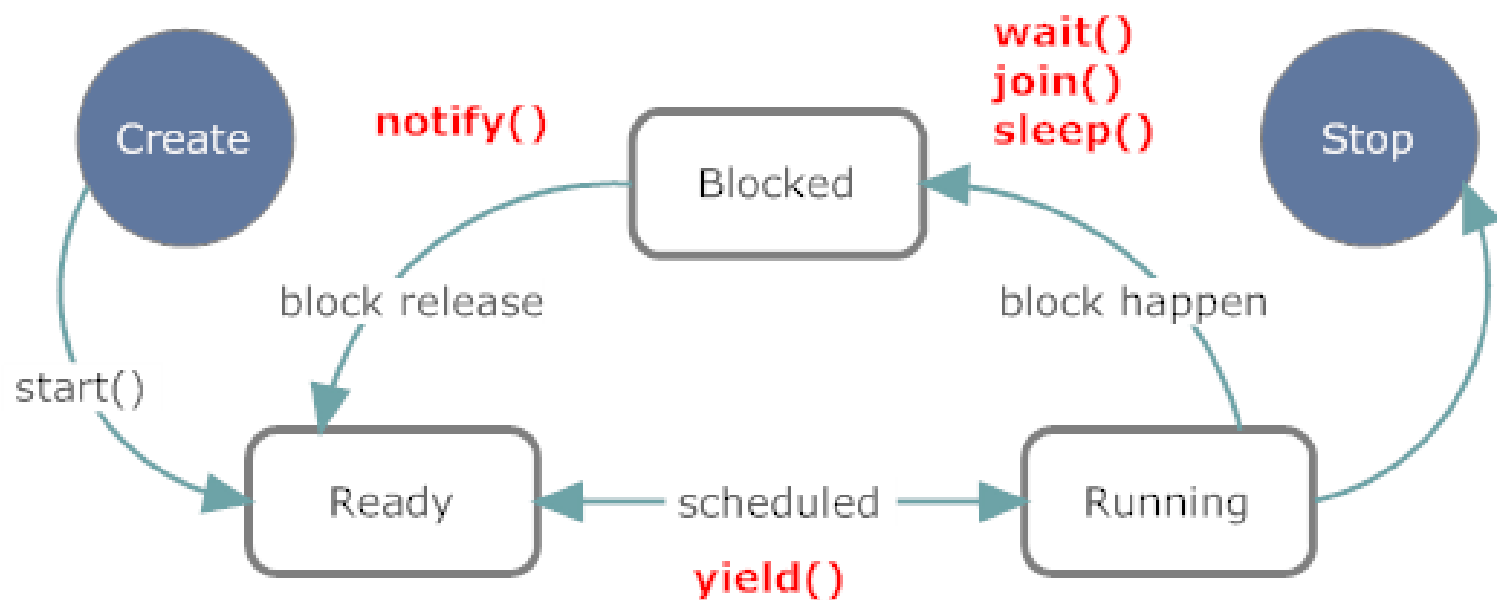 wait()
join()
sleep()
Create
notify()
Stop
Blocked
block release
block happen
start()
Ready
scheduled
Running
yield()